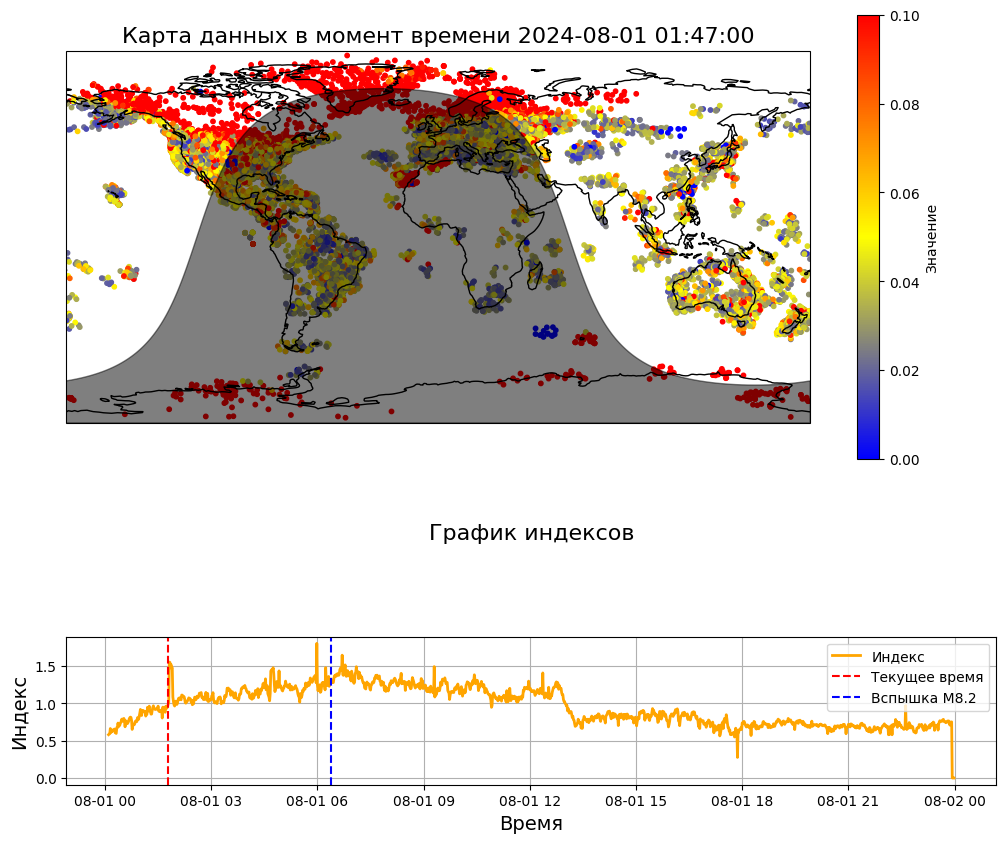 Карта данных в момент времени 2024-08-01 01:47:00
0.10
0.08
0.06
0.04
0.02
0.00
Значение
График индексов
Индекс
1.5
1.0
0.5
0.0
Индекс
Текущее время
Вспышка М8.2
08-01 00
08-01 03
08-01 06
08-01 09
08-01 12
08-01 15
08-01 18
08-01 21
08-02 00
Время